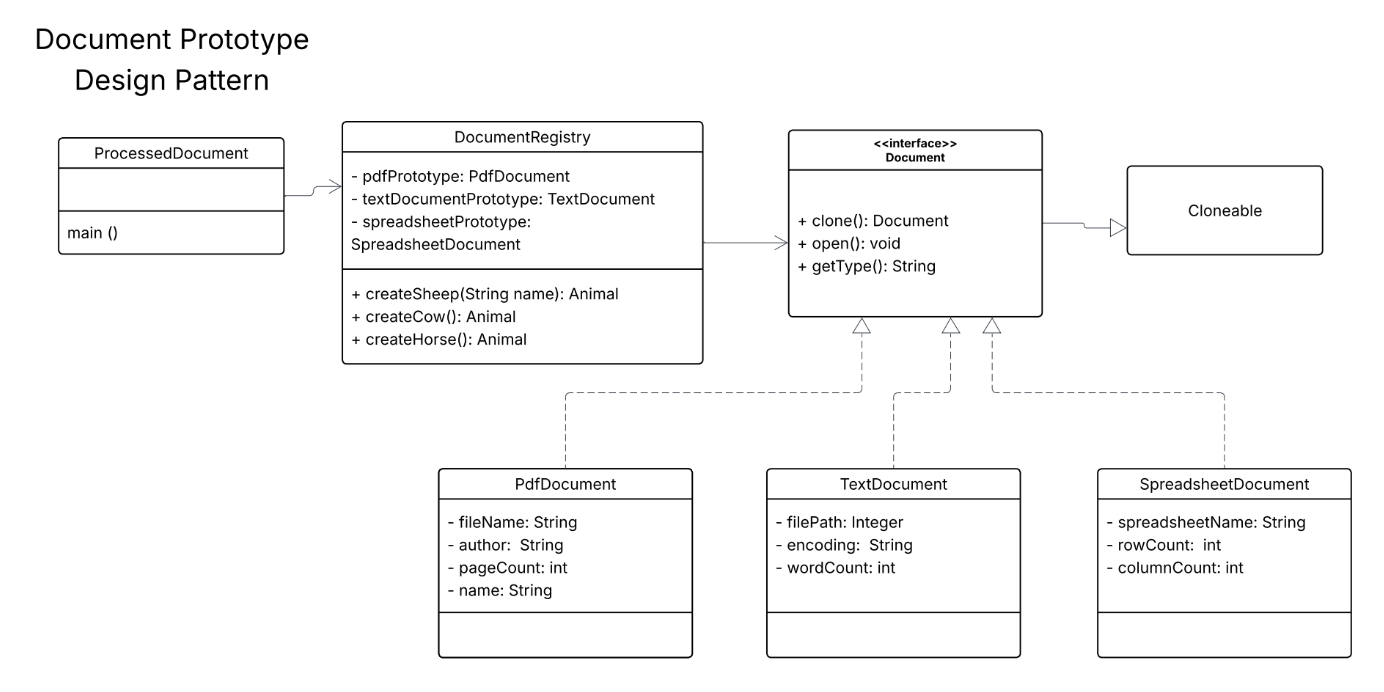 Document Prototype
Design Pattern
ProcessedDocument
main ()
DocumentRegistry
- pdfPrototype: PdfDocument
- textDocumentPrototype: TextDocument
- spreadsheetPrototype:
SpreadsheetDocument
+ createSheep(String name): Animal
+ createCow(): Animal
+ createHorse(): Animal
<<interface>>
Document
+ clone(): Document
+ open(): void
+ getType(): String
Cloneable
PdfDocument
- fileName: String
- author:  String
- pageCount: int
- name: String
TextDocument
- filePath: Integer
- encoding:  String
- wordCount: int
SpreadsheetDocument
- spreadsheetName: String
- rowCount:  int
- columnCount: int